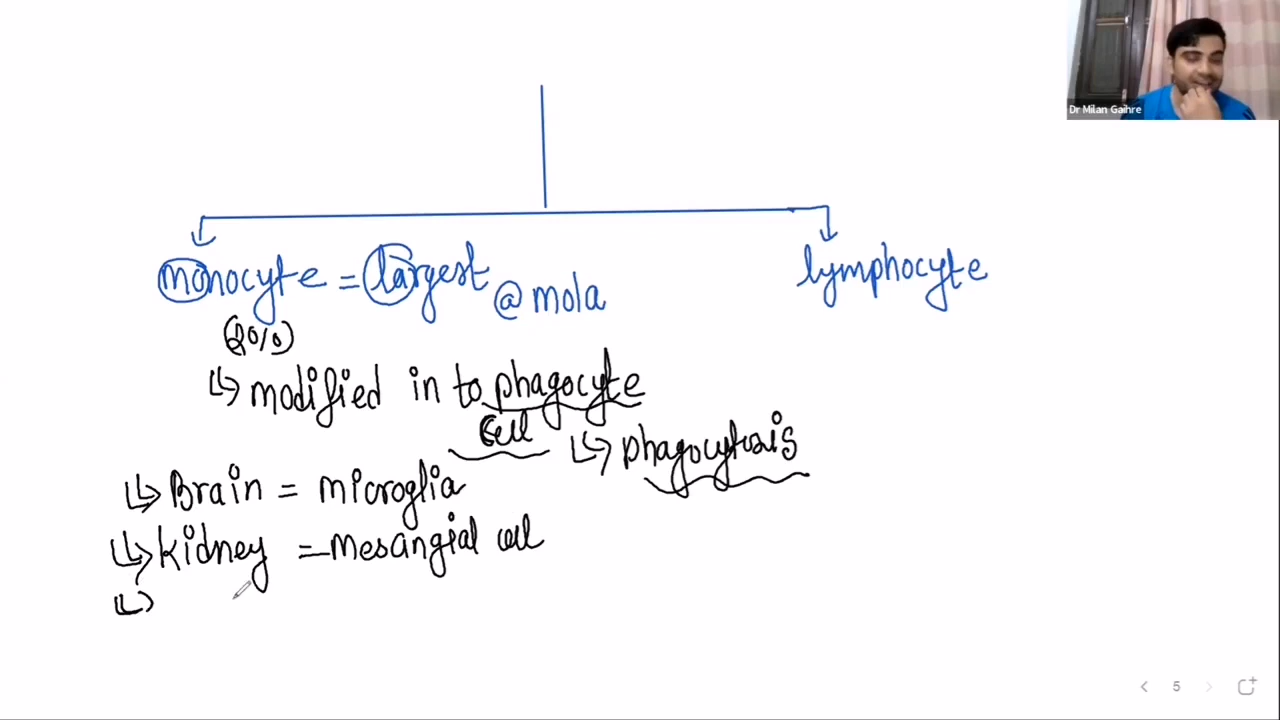 Dr Milan Gaihre
monocyte = largest @ mola
lymphocyte
(20%)
↳ modified in to phagocyte
cell ↳ phagocytosis
↳ Brain = microglia
↳ kidney = Mesangial cell
↳
5